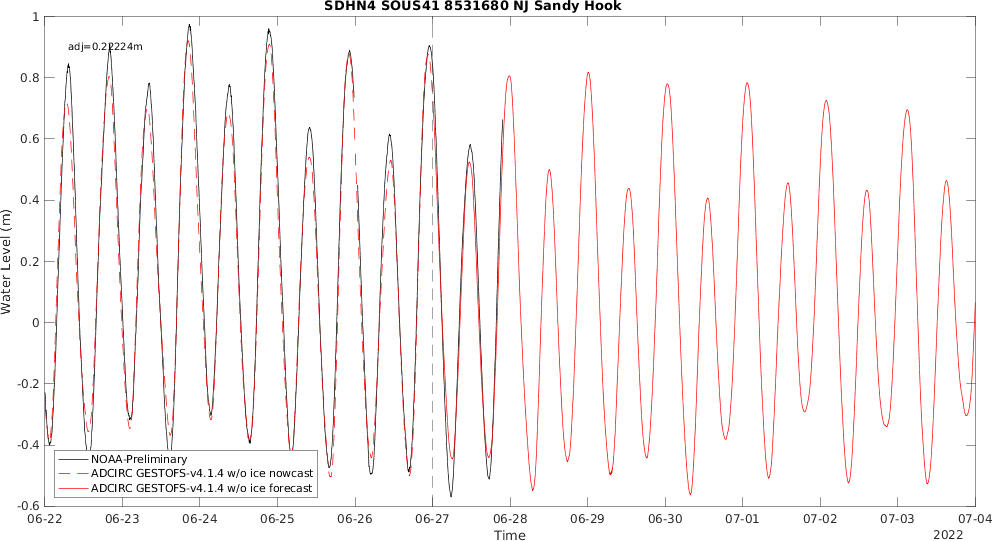 SDHN4 SOUS41 8531680 NJ Sandy Hook
1
0.8
0.6
0.4
0.2
0
-0.2
-0.4
-0.6
Water Level (m)
adj=0.22224m
NOAA-Preliminary
ADCIRC GESTOFS-v4.1.4 w/o ice nowcast
ADCIRC GESTOFS-v4.1.4 w/o ice forecast
06-22 06-23 06-24 06-25 06-26 06-27 06-28 06-29 06-30 07-01 07-02 07-03 07-04
Time
2022